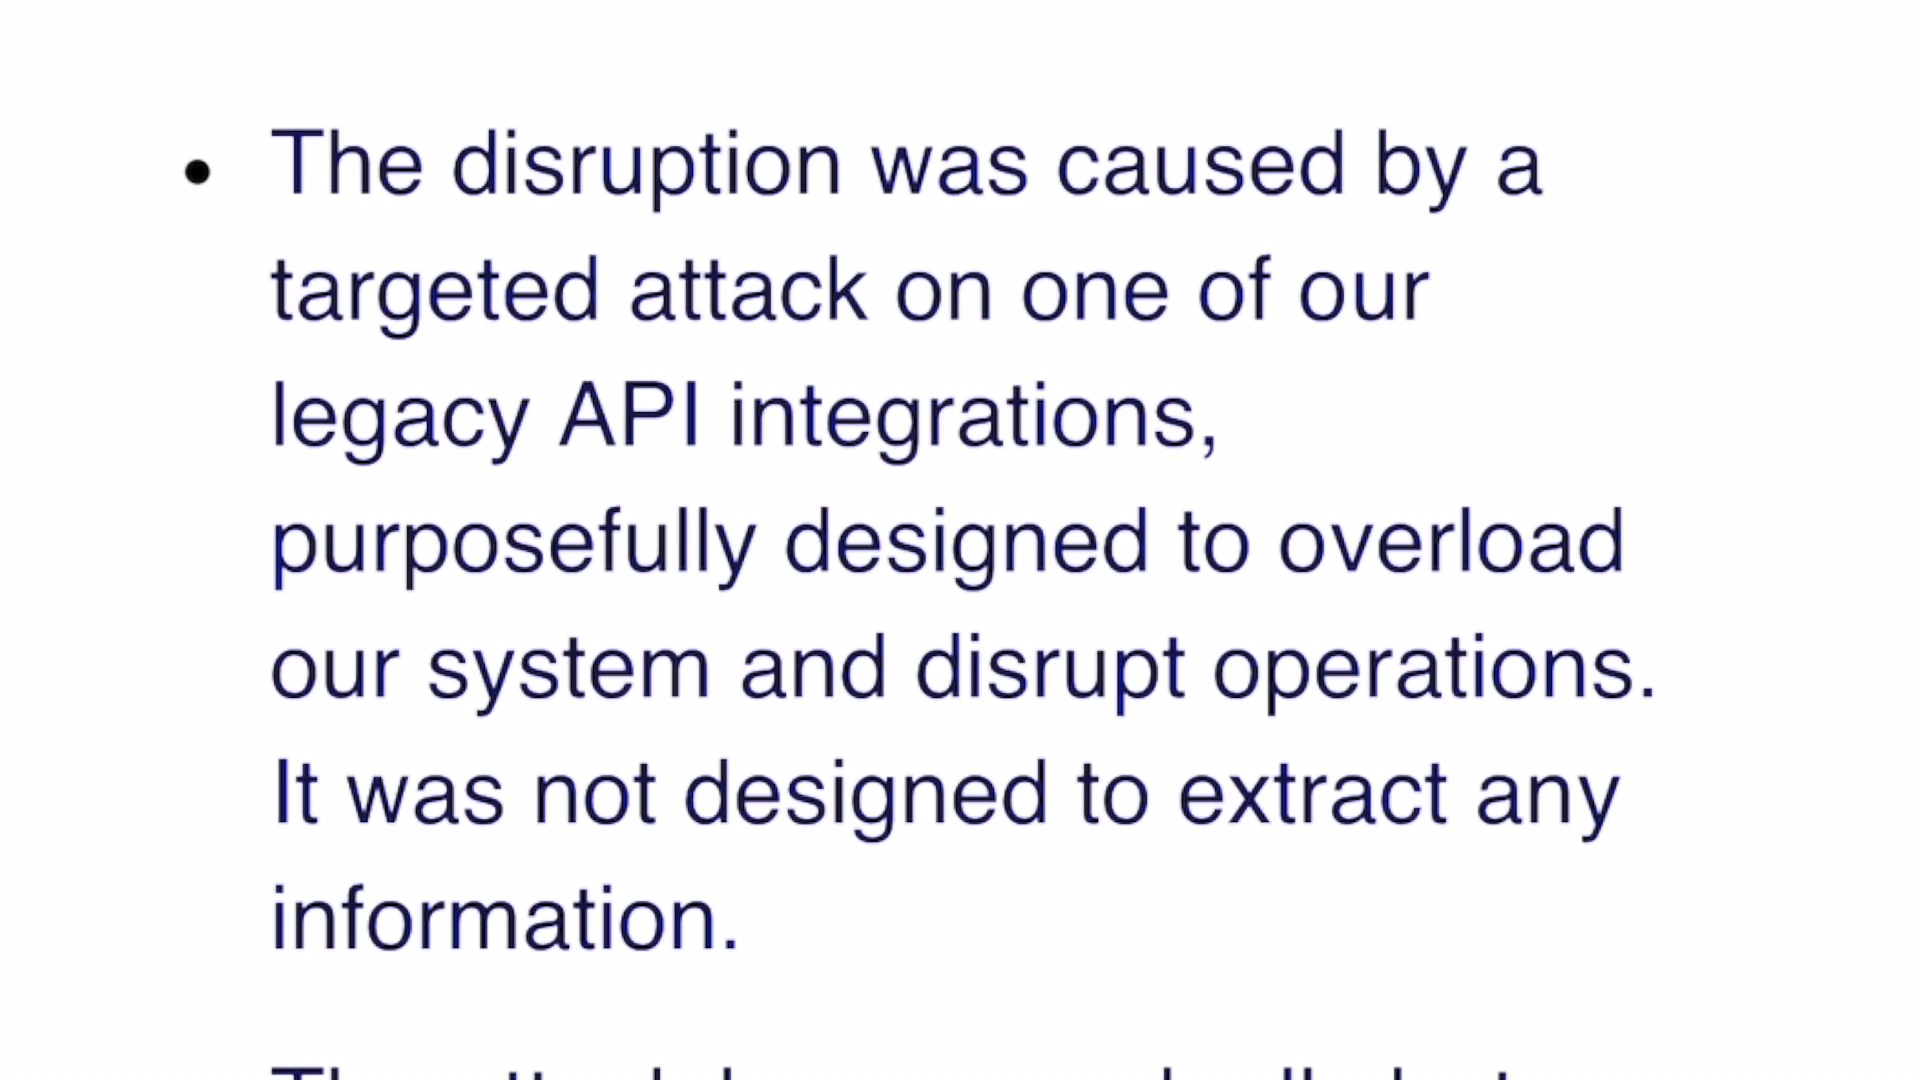 • The disruption was caused by a
targeted attack on one of our
legacy API integrations,
purposefully designed to overload
our system and disrupt operations.
It was not designed to extract any
information.